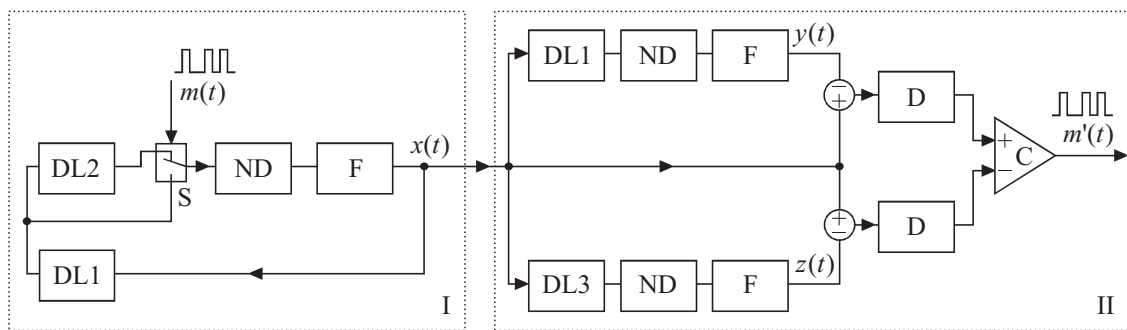 m(t)
DL2
S
ND
F
x(t)
DL1
I
DL1
ND
F
y(t)
−
+
D
+
−
C
m'(t)
+
−
D
DL3
ND
F
z(t)
II